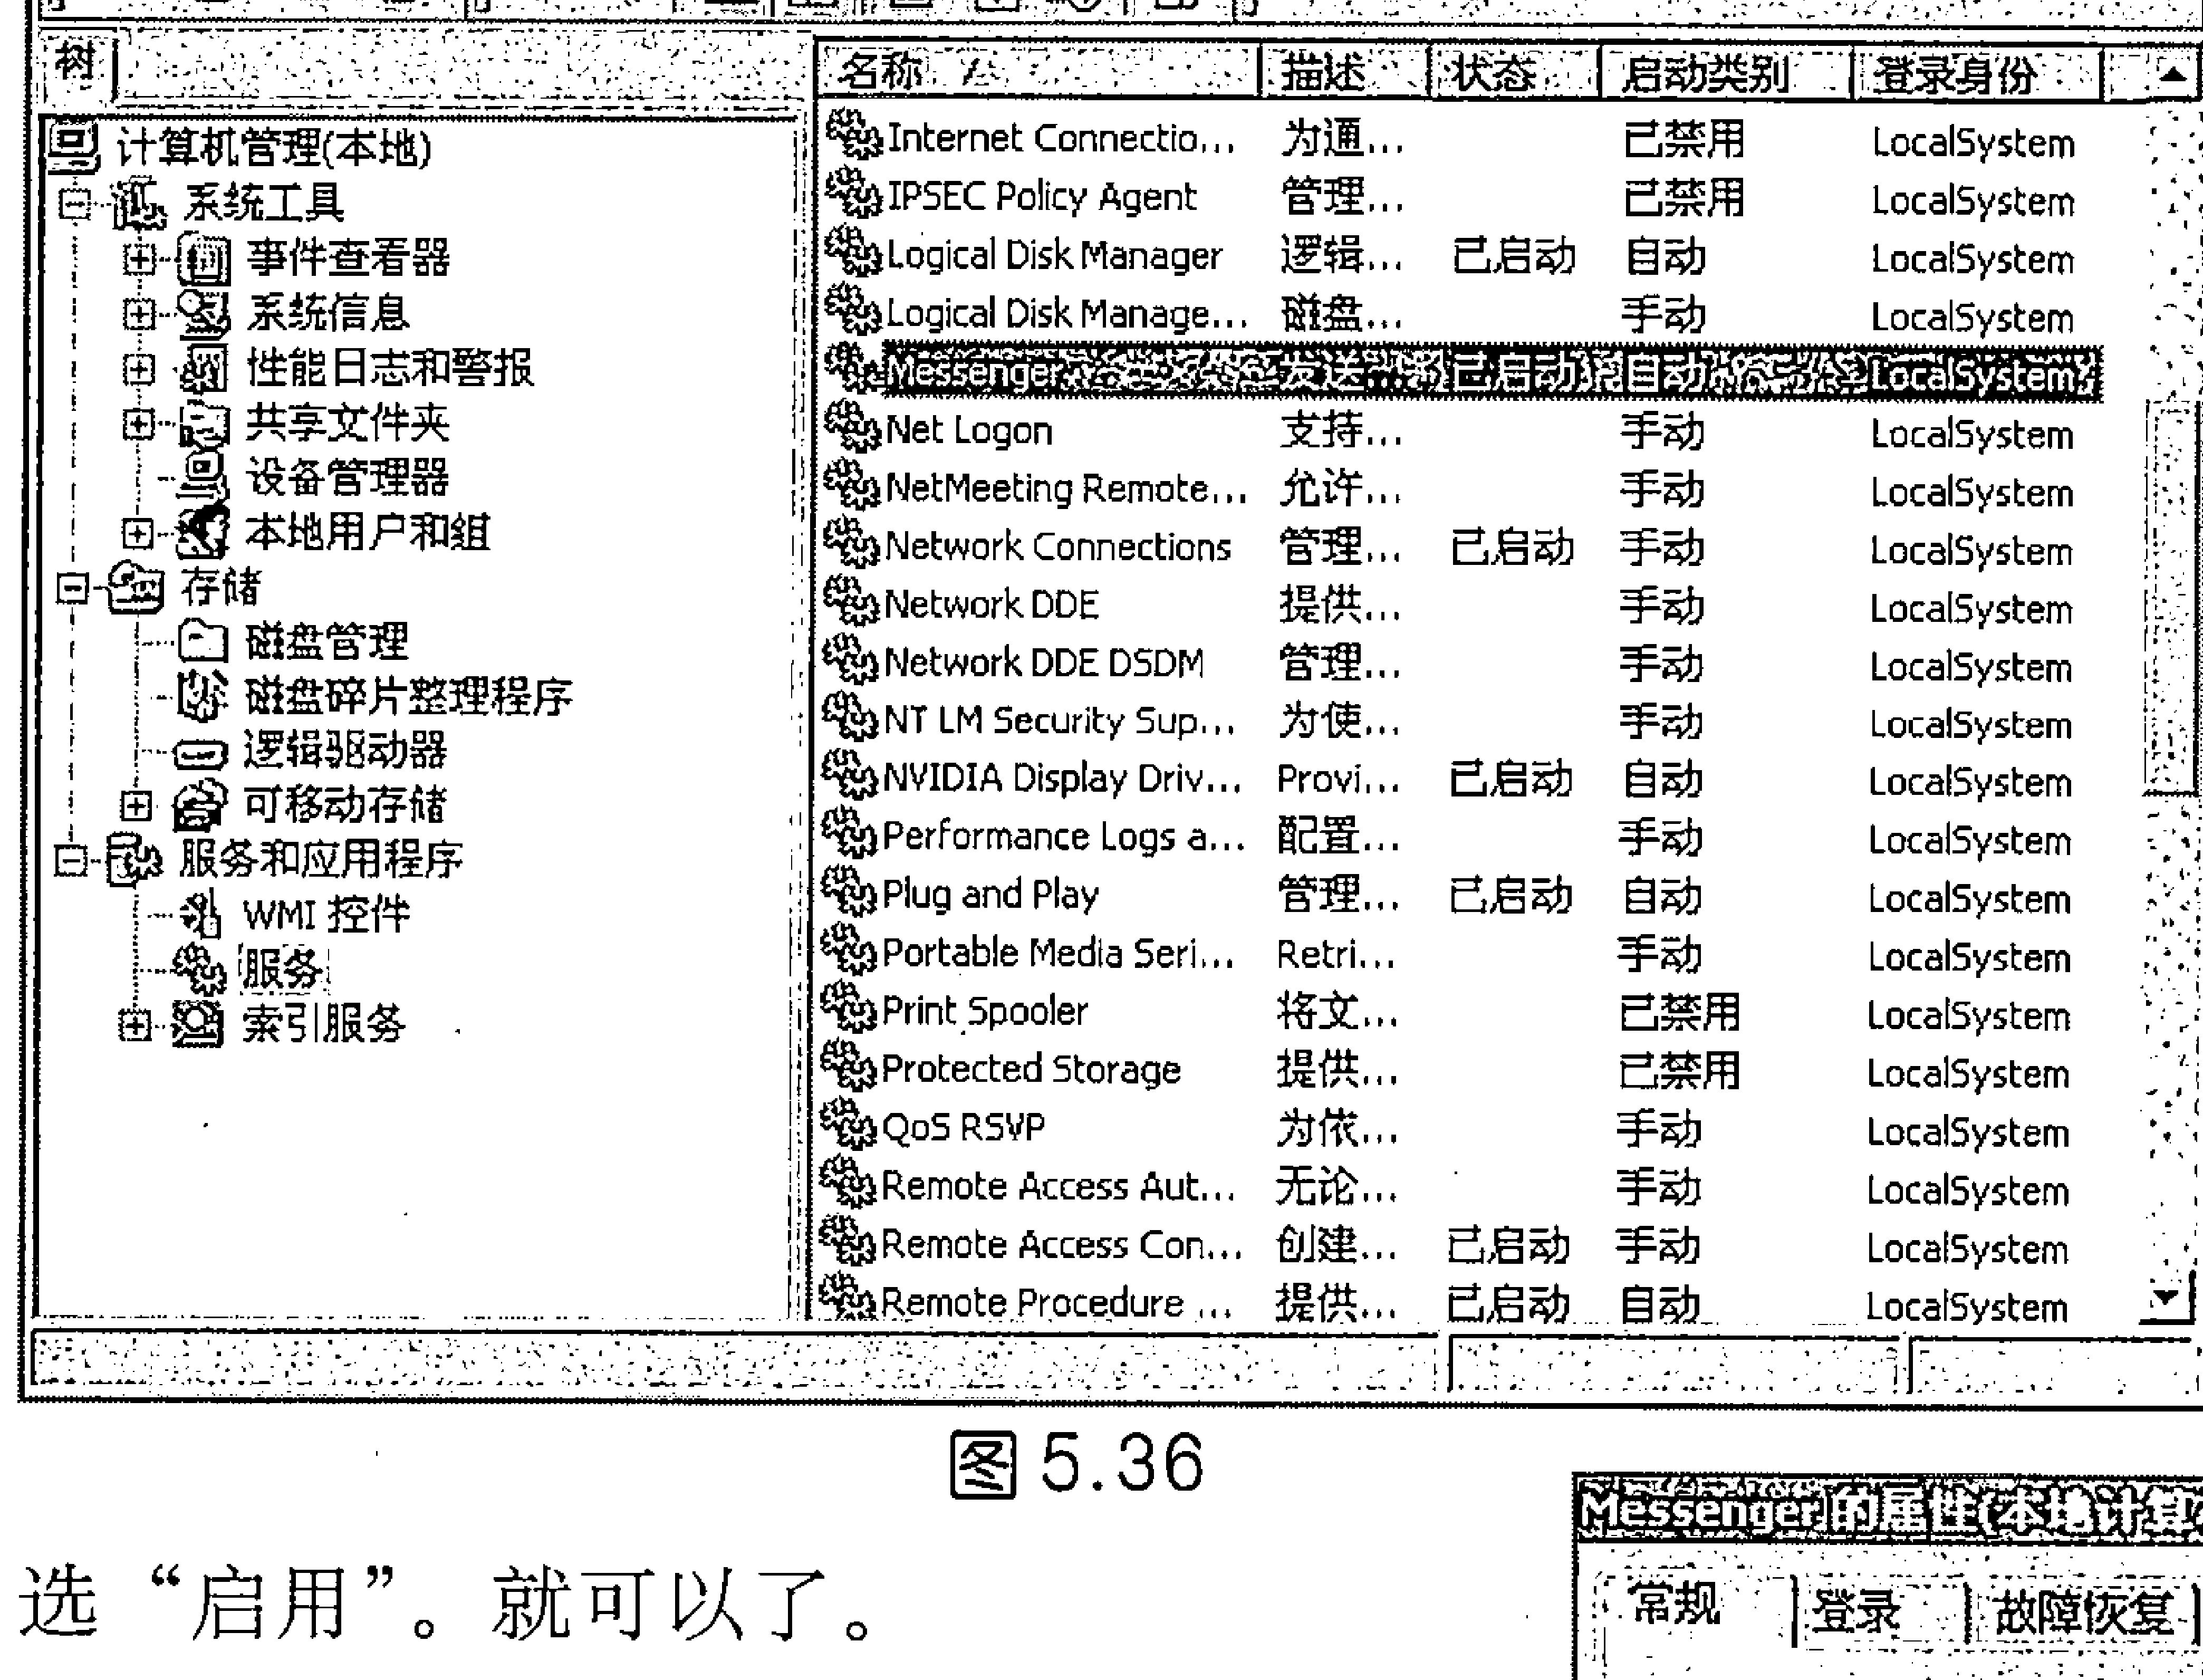 树
计算机管理(本地)
系统工具
事件查看器
系统信息
性能日志和警报
共享文件夹
设备管理器
本地用户和组
存储
磁盘管理
磁盘碎片整理程序
逻辑驱动器
可移动存储
服务和应用程序
WMI 控件
服务
索引服务
名称 描述 状态 启动类别 登录身份
Internet Connectio... 为通... 已禁用 LocalSystem
IPSEC Policy Agent 管理... 已禁用 LocalSystem
Logical Disk Manager 逻辑... 已启动 自动 LocalSystem
Logical Disk Manage... 磁盘... 手动 LocalSystem
Messenger 发送... 已启动 自动 LocalSystem
Net Logon 支持... 手动 LocalSystem
NetMeeting Remote... 允许... 手动 LocalSystem
Network Connections 管理... 已启动 手动 LocalSystem
Network DDE 提供... 手动 LocalSystem
Network DDE DSDM 管理... 手动 LocalSystem
NT LM Security Sup... 为使... 手动 LocalSystem
NVIDIA Display Driv... Provi... 已启动 自动 LocalSystem
Performance Logs a... 配置... 手动 LocalSystem
Plug and Play 管理... 已启动 自动 LocalSystem
Portable Media Seri... Retri... 手动 LocalSystem
Print Spooler 将文... 已禁用 LocalSystem
Protected Storage 提供... 已禁用 LocalSystem
QoS RSVP 为依... 手动 LocalSystem
Remote Access Aut... 无论... 手动 LocalSystem
Remote Access Con... 创建... 已启动 手动 LocalSystem
Remote Procedure ... 提供... 已启动 自动 LocalSystem
图 5.36
选“启用”。就可以了。
Messenger 的属性(本地计算
常规 登录 故障恢复